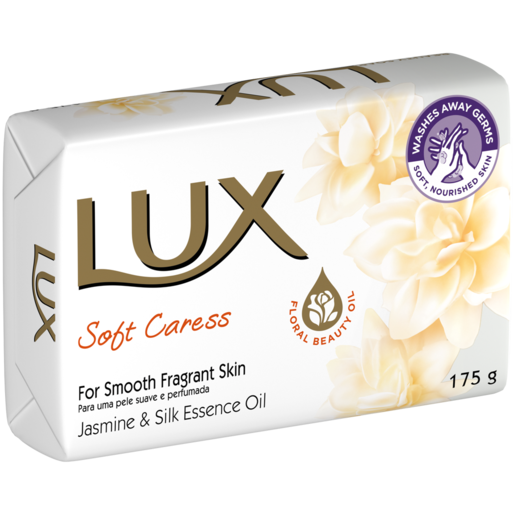 LUX
LUX
LUX
WASHES AWAY GERMS
SOFT, NOURISHED SKIN
Soft Caress
FLORAL BEAUTY OIL
For Smooth Fragrant Skin
Para uma pele suave e perfumada
Jasmine & Silk Essence Oil
175 g